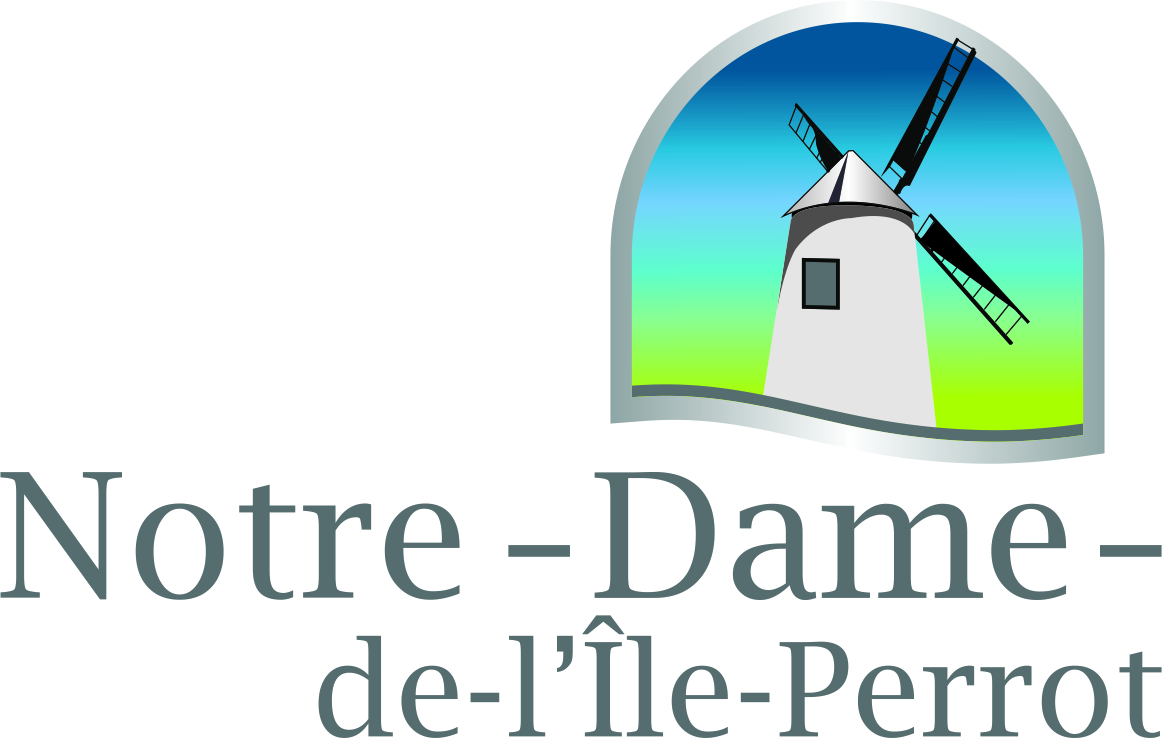 Notre – Dame –
de-l’Île-Perrot